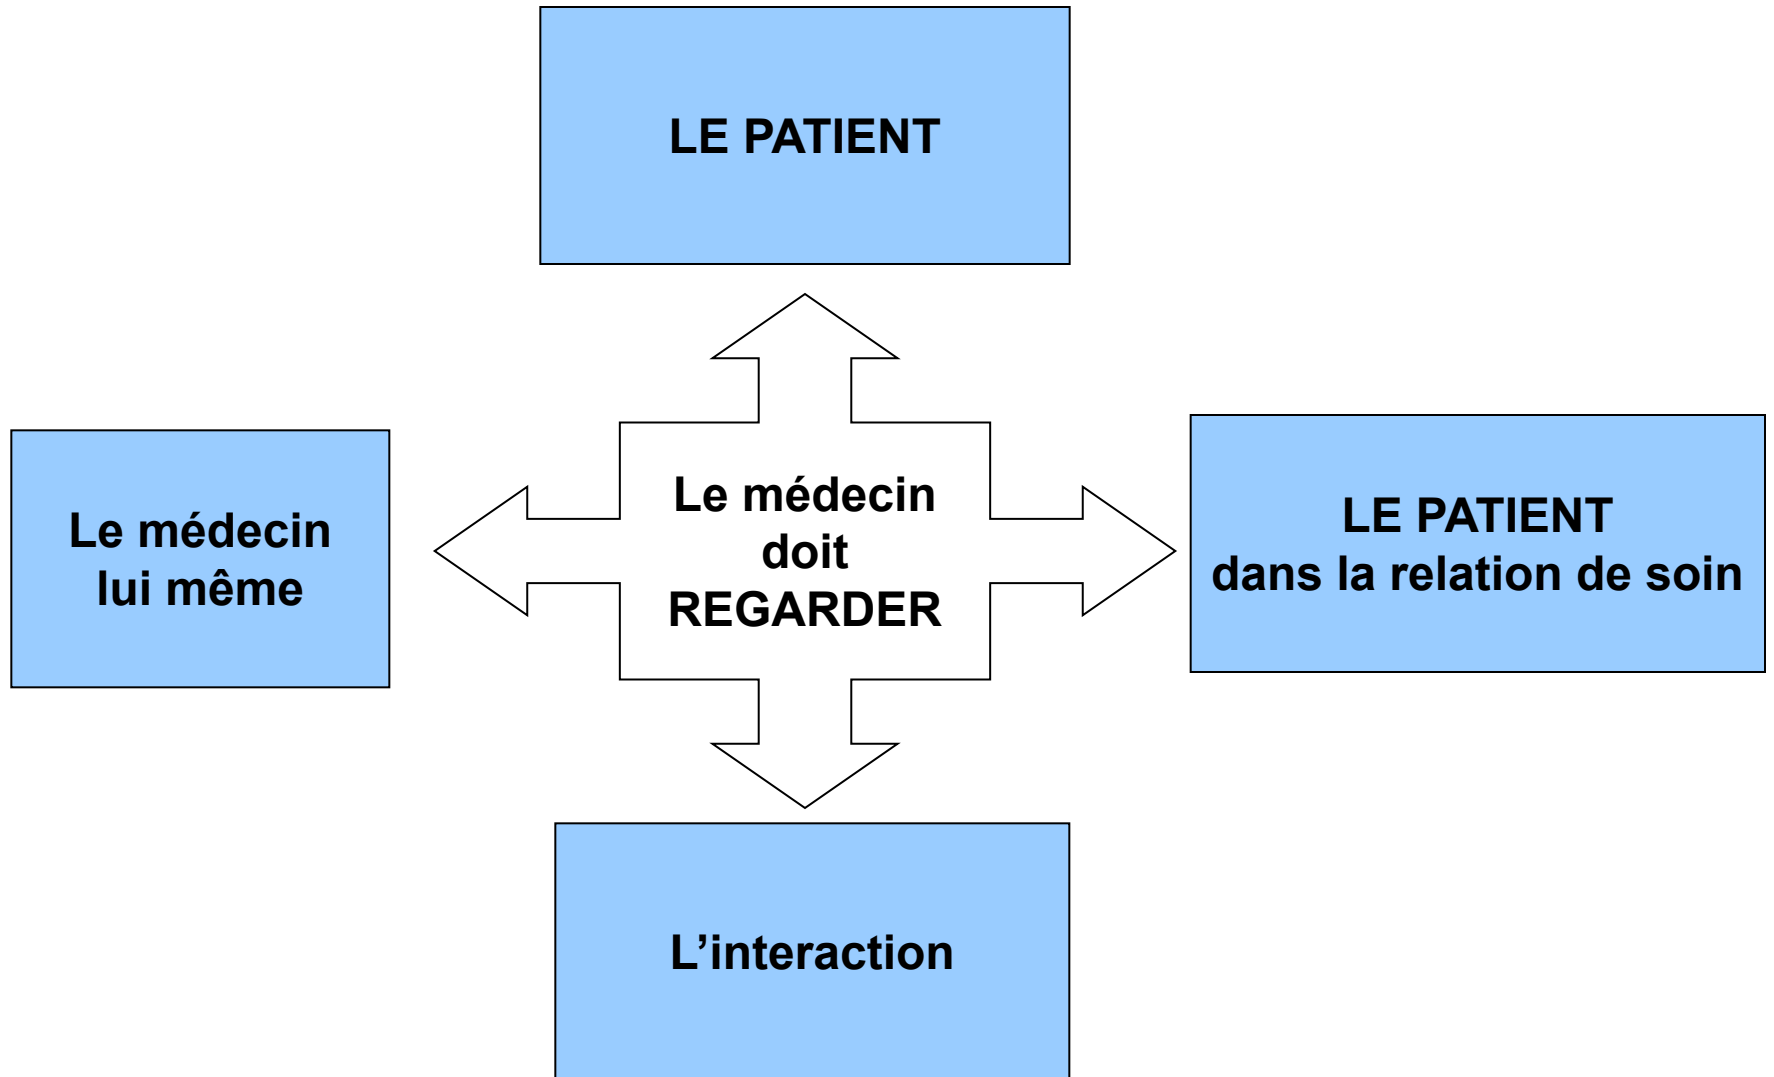 LE PATIENT
Le médecin
lui même
Le médecin
doit
REGARDER
LE PATIENT
dans la relation de soin
L’interaction